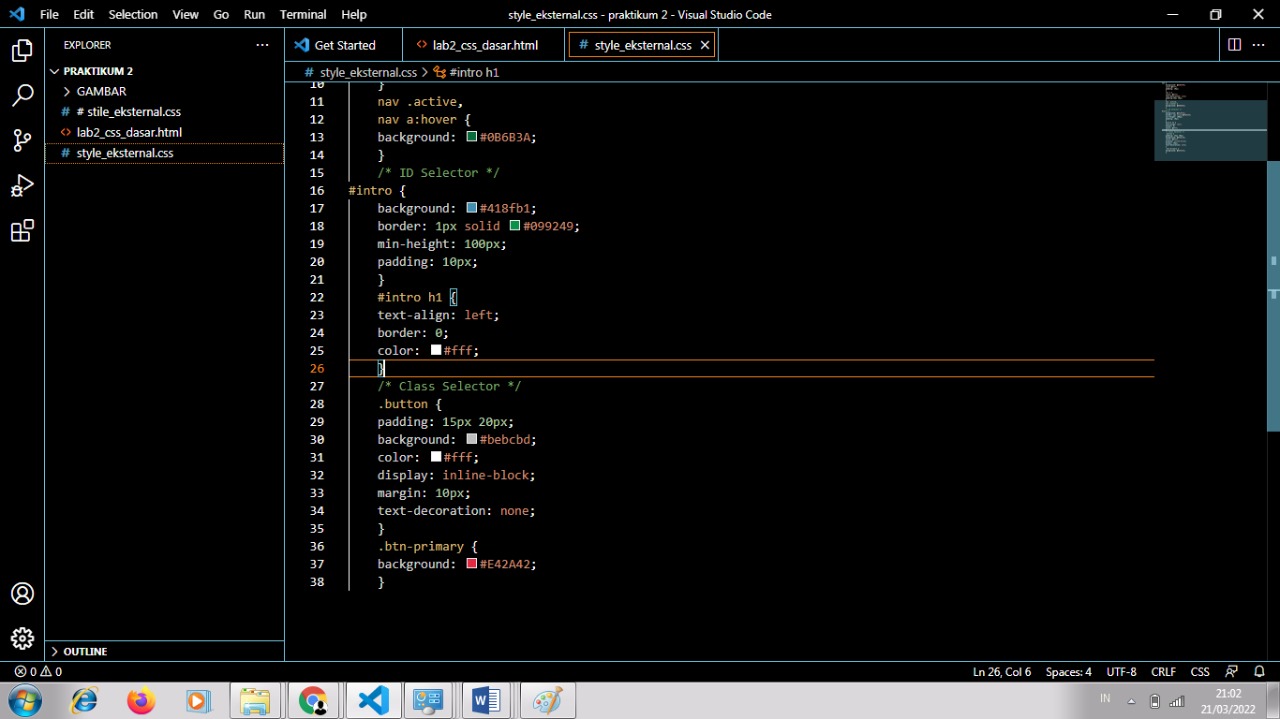 File Edit Selection View Go Run Terminal Help
style_eksternal.css - praktikum 2 - Visual Studio Code
EXPLORER
PRAKTIKUM 2
GAMBAR
# # stile_eksternal.css
<> lab2_css_dasar.html
# style_eksternal.css
OUTLINE
Get Started
<> lab2_css_dasar.html
# style_eksternal.css
# style_eksternal.css > #intro h1
10 }
11 nav .active,
12 nav a:hover {
13 background: #0B6B3A;
14 }
15 /* ID Selector */
16 #intro {
17 background: #418fb1;
18 border: 1px solid #099249;
19 min-height: 100px;
20 padding: 10px;
21 }
22 #intro h1 {
23 text-align: left;
24 border: 0;
25 color: #fff;
26 }
27 /* Class Selector */
28 .button {
29 padding: 15px 20px;
30 background: #bebcbd;
31 color: #fff;
32 display: inline-block;
33 margin: 10px;
34 text-decoration: none;
35 }
36 .btn-primary {
37 background: #E42A42;
38 }
0 0
Ln 26, Col 6 Spaces: 4 UTF-8 CRLF CSS
IN
21:02
21/03/2022